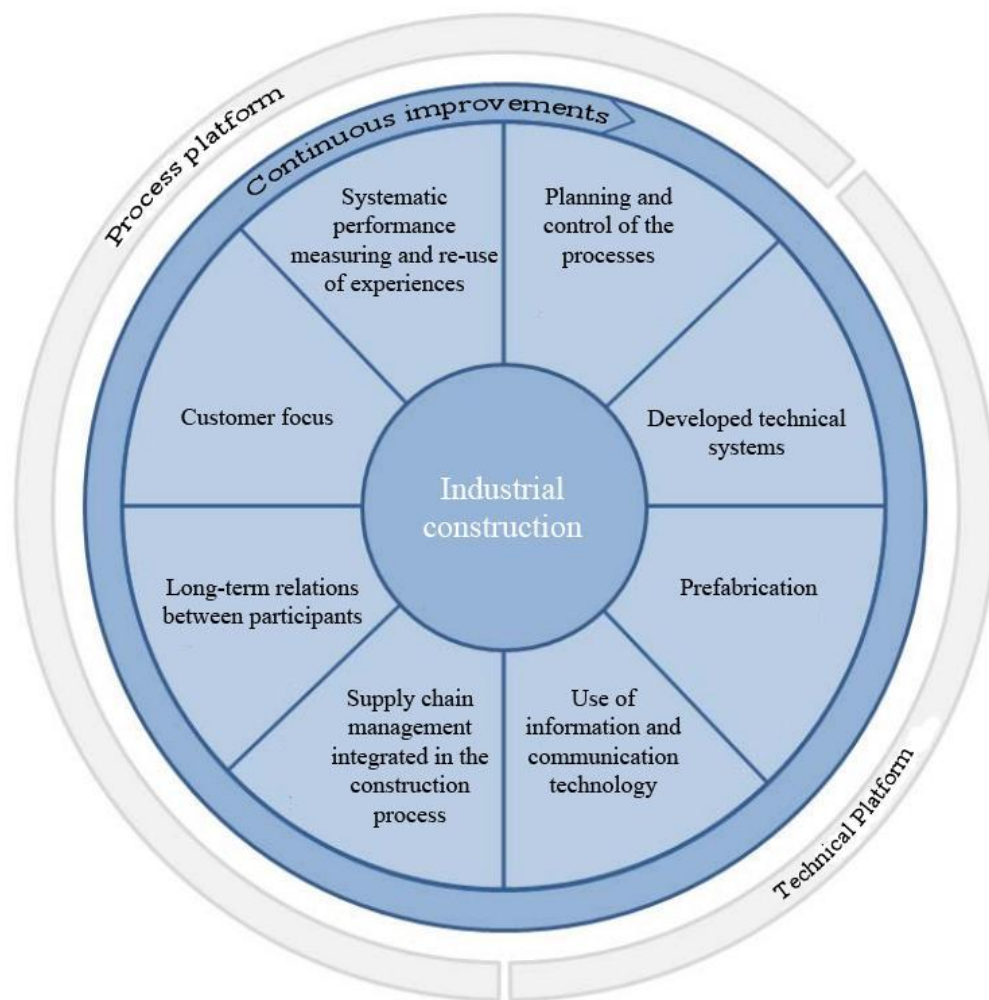 Process platform
Continuous improvements
Systematic
performance
measuring and re-use
of experiences
Planning and
control of the
processes
Customer focus
Developed technical
systems
Industrial
construction
Long-term relations
between participants
Prefabrication
Supply chain
management
integrated in the
construction
process
Use of
information and
communication
technology
Technical Platform